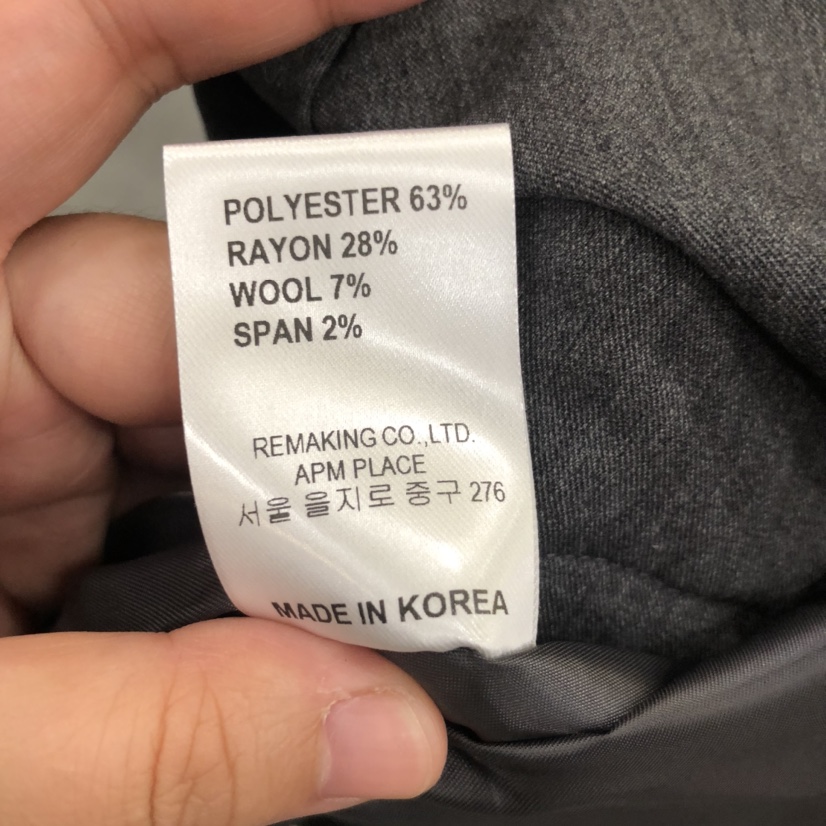 POLYESTER 63%
RAYON 28%
WOOL 7%
SPAN 2%
REMAKING CO.,LTD.
APM PLACE
서울 을지로 중구 276
MADE IN KOREA